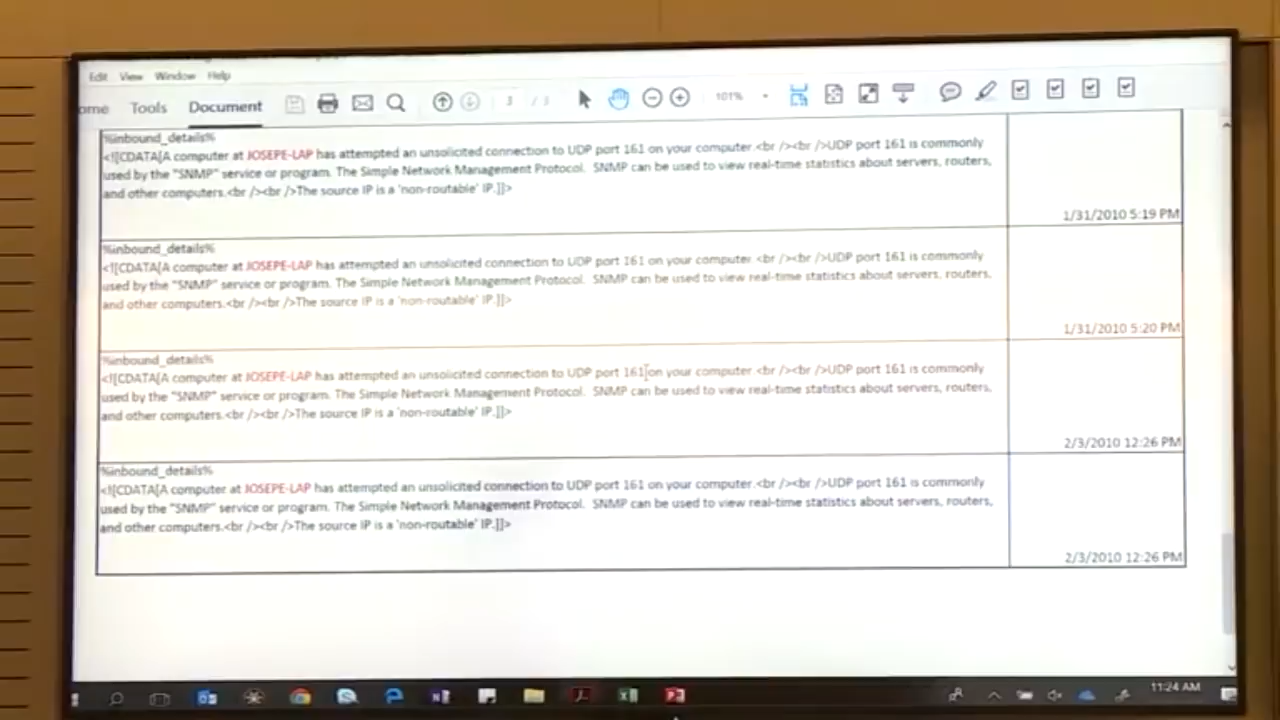 Edit View Window Help
ome Tools Document 3 / 3 101%
%inbound_details%
<![CDATA[A computer at JOSEPE-LAP has attempted an unsolicited connection to UDP port 161 on your computer.<br /><br />UDP port 161 is commonly
used by the "SNMP" service or program. The Simple Network Management Protocol. SNMP can be used to view real-time statistics about servers, routers,
and other computers.<br /><br />The source IP is a 'non-routable' IP.]]>
1/31/2010 5:19 PM
%inbound_details%
<![CDATA[A computer at JOSEPE-LAP has attempted an unsolicited connection to UDP port 161 on your computer.<br /><br />UDP port 161 is commonly
used by the "SNMP" service or program. The Simple Network Management Protocol. SNMP can be used to view real-time statistics about servers, routers,
and other computers.<br /><br />The source IP is a 'non-routable' IP.]]>
1/31/2010 5:20 PM
%inbound_details%
<![CDATA[A computer at JOSEPE-LAP has attempted an unsolicited connection to UDP port 161 on your computer.<br /><br />UDP port 161 is commonly
used by the "SNMP" service or program. The Simple Network Management Protocol. SNMP can be used to view real-time statistics about servers, routers,
and other computers.<br /><br />The source IP is a 'non-routable' IP.]]>
2/3/2010 12:26 PM
%inbound_details%
<![CDATA[A computer at JOSEPE-LAP has attempted an unsolicited connection to UDP port 161 on your computer.<br /><br />UDP port 161 is commonly
used by the "SNMP" service or program. The Simple Network Management Protocol. SNMP can be used to view real-time statistics about servers, routers,
and other computers.<br /><br />The source IP is a 'non-routable' IP.]]>
2/3/2010 12:26 PM
11:24 AM